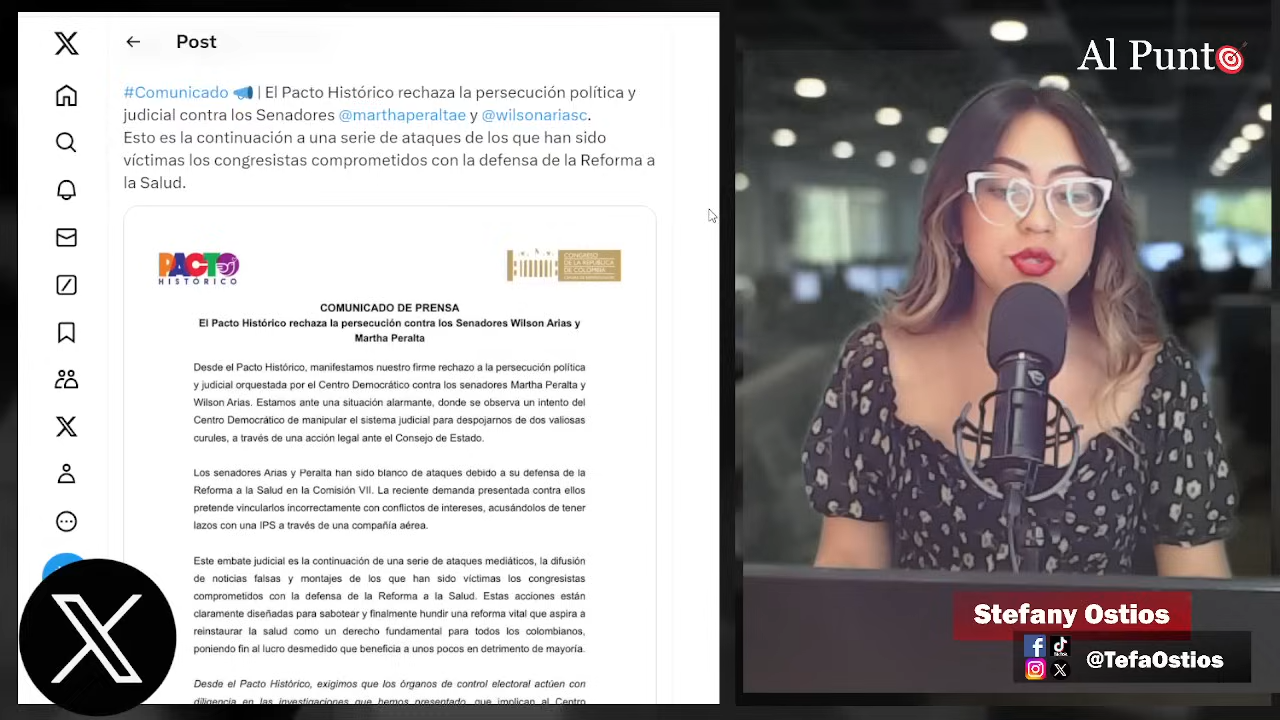 Post
#Comunicado 📣 | El Pacto Histórico rechaza la persecución política y
judicial contra los Senadores @marthaperaltae y @wilsonariasc.
Esto es la continuación a una serie de ataques de los que han sido
víctimas los congresistas comprometidos con la defensa de la Reforma a
la Salud.
PACTO
HISTÓRICO
CONGRESO
DE LA REPÚBLICA
DE COLOMBIA
COMUNICADO DE PRENSA
El Pacto Histórico rechaza la persecución contra los Senadores Wilson Arias y
Martha Peralta
Desde el Pacto Histórico, manifestamos nuestro firme rechazo a la persecución política
y judicial orquestada por el Centro Democrático contra los senadores Martha Peralta y
Wilson Arias. Estamos ante una situación alarmante, donde se observa un intento del
Centro Democrático de manipular el sistema judicial para despojarnos de dos valiosas
curules, a través de una acción legal ante el Consejo de Estado.
Los senadores Arias y Peralta han sido blanco de ataques debido a su defensa de la
Reforma a la Salud en la Comisión VII. La reciente demanda presentada contra ellos
pretende vincularlos incorrectamente con conflictos de intereses, acusándolos de tener
lazos con una IPS a través de una compañía aérea.
Este embate judicial es la continuación de una serie de ataques mediáticos, la difusión
de noticias falsas y montajes de los que han sido víctimas los congresistas
comprometidos con la defensa de la Reforma a la Salud. Estas acciones están
claramente diseñadas para sabotear y finalmente hundir una reforma vital que aspira a
reinstaurar la salud como un derecho fundamental para todos los colombianos,
poniendo fin al lucro desmedido que beneficia a unos pocos en detrimento de mayoría.
Desde el Pacto Histórico, exigimos que los órganos de control electoral actúen con
diligencia en las investigaciones que hemos presentado, que implican al Centro
Al Punto
Stefany Ostios
@TefaOstios